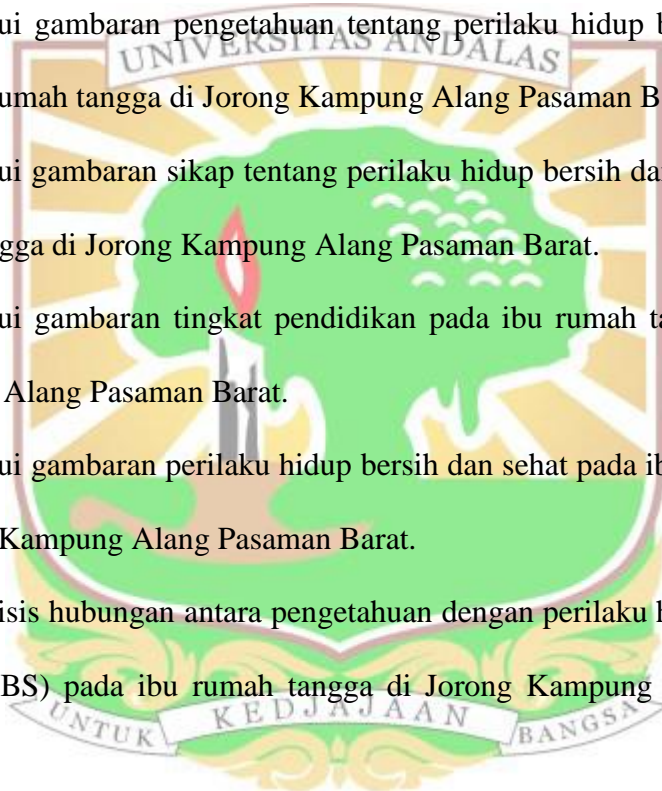 ui gambaran pengetahuan tentang perilaku hidup b
UNIVERSITAS ANDALAS
umah tangga di Jorong Kampung Alang Pasaman B
ui gambaran sikap tentang perilaku hidup bersih da
gga di Jorong Kampung Alang Pasaman Barat.
ui gambaran tingkat pendidikan pada ibu rumah ta
Alang Pasaman Barat.
ui gambaran perilaku hidup bersih dan sehat pada ib
Kampung Alang Pasaman Barat.
isis hubungan antara pengetahuan dengan perilaku h
BS) pada ibu rumah tangga di Jorong Kampung
UNTUK KEDJAJAAN BANGSA